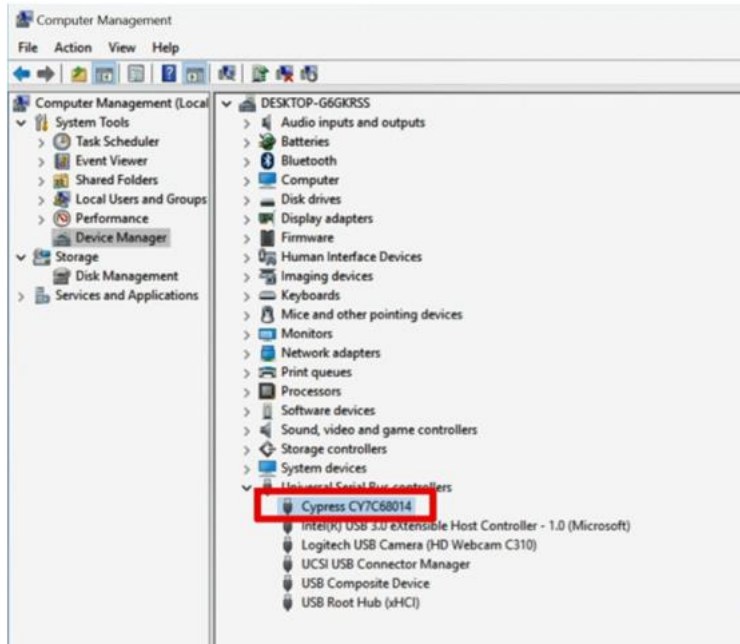 Computer Management
File Action View Help
Computer Management (Local
System Tools
Task Scheduler
Event Viewer
Shared Folders
Local Users and Groups
Performance
Device Manager
Storage
Disk Management
Services and Applications
DESKTOP-G6GKRSS
Audio inputs and outputs
Batteries
Bluetooth
Computer
Disk drives
Display adapters
Firmware
Human Interface Devices
Imaging devices
Keyboards
Mice and other pointing devices
Monitors
Network adapters
Print queues
Processors
Software devices
Sound, video and game controllers
Storage controllers
System devices
Universal Serial Bus controllers
Cypress CY7C68014
Intel(R) USB 3.0 eXtensible Host Controller - 1.0 (Microsoft)
Logitech USB Camera (HD Webcam C310)
UCSI USB Connector Manager
USB Composite Device
USB Root Hub (xHCI)